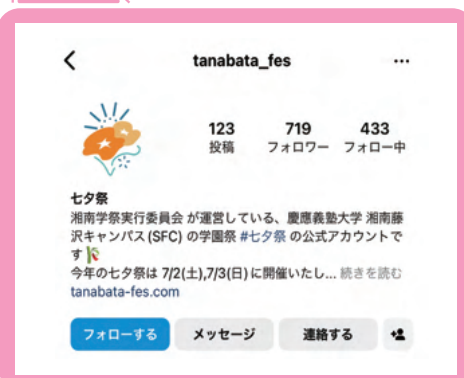 tanabata_fes
123 719 433
投稿 フォロワー フォロー中
七夕祭
湘南学祭実行委員会 が運営している、慶應義塾大学 湘南藤
沢キャンパス (SFC) の学園祭 #七夕祭 の公式アカウントで
す🎋
今年の七夕祭は 7/2(土),7/3(日) に開催いたし... 続きを読む
tanabata-fes.com
フォローする メッセージ 連絡する